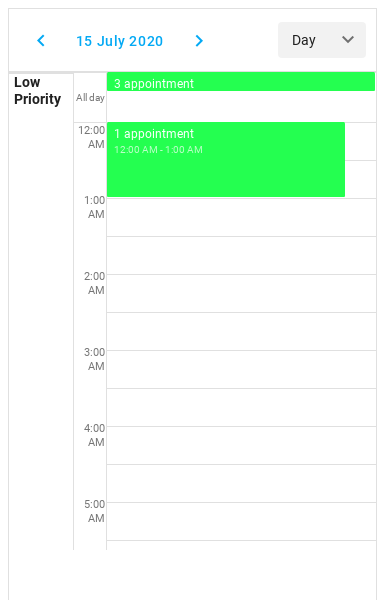 15 July 2020
Day
Low
Priority
All day
3 appointment
12:00
AM
1 appointment
12:00 AM - 1:00 AM
1:00
AM
2:00
AM
3:00
AM
4:00
AM
5:00
AM